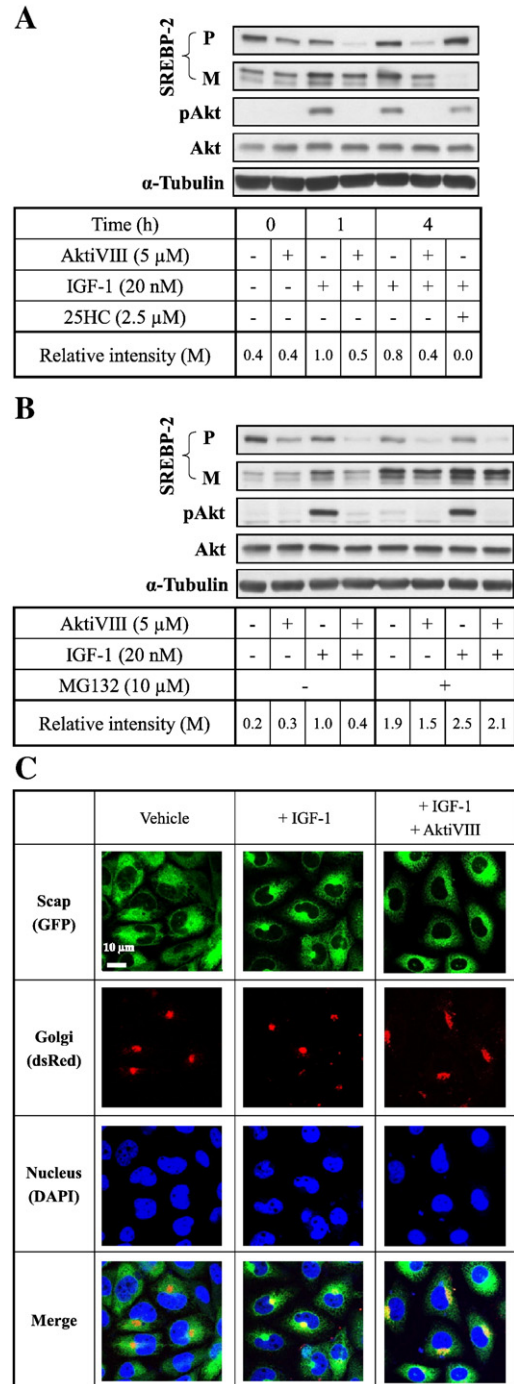 A
SREBP-2
P
M
pAkt
Akt
α-Tubulin
Time (h) 0 1 4
AktiVIII (5 µM) - + - + - + -
IGF-1 (20 nM) - - + + + + +
25HC (2.5 µM) - - - - - - +
Relative intensity (M) 0.4 0.4 1.0 0.5 0.8 0.4 0.0
B
SREBP-2
P
M
pAkt
Akt
α-Tubulin
AktiVIII (5 µM) - + - + - + - +
IGF-1 (20 nM) - - + + - - + +
MG132 (10 µM) - +
Relative intensity (M) 0.2 0.3 1.0 0.4 1.9 1.5 2.5 2.1
C
Vehicle
+ IGF-1
+ IGF-1
+ AktiVIII
Scap
(GFP)
10 µm
Golgi
(dsRed)
Nucleus
(DAPI)
Merge